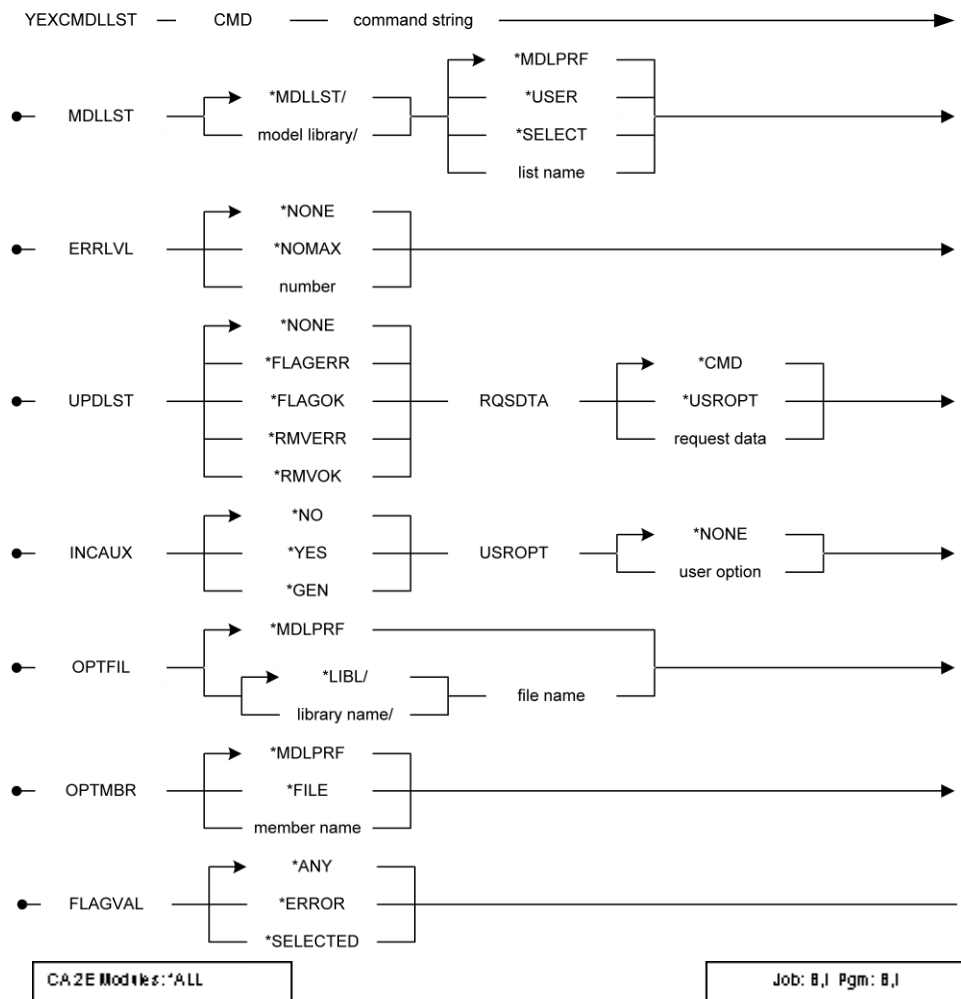 YEXCMDLLST CMD command string
*MDLPRF
*MDLLST/ *USER
MDLLST
model library/ *SELECT
list name
*NONE
ERRLVL *NOMAX
number
*NONE
*FLAGERR *CMD
UPDLST *FLAGOK RQSDTA *USROPT
*RMVERR request data
*RMVOK
*NO *NONE
INCAUX *YES USROPT
*GEN user option
*MDLPRF
OPTFIL *LIBL/ file name
library name/
*MDLPRF
OPTMBR *FILE
member name
*ANY
FLAGVAL *ERROR
*SELECTED
CA 2E Modules: *ALL Job: B,I Pgm: B,I